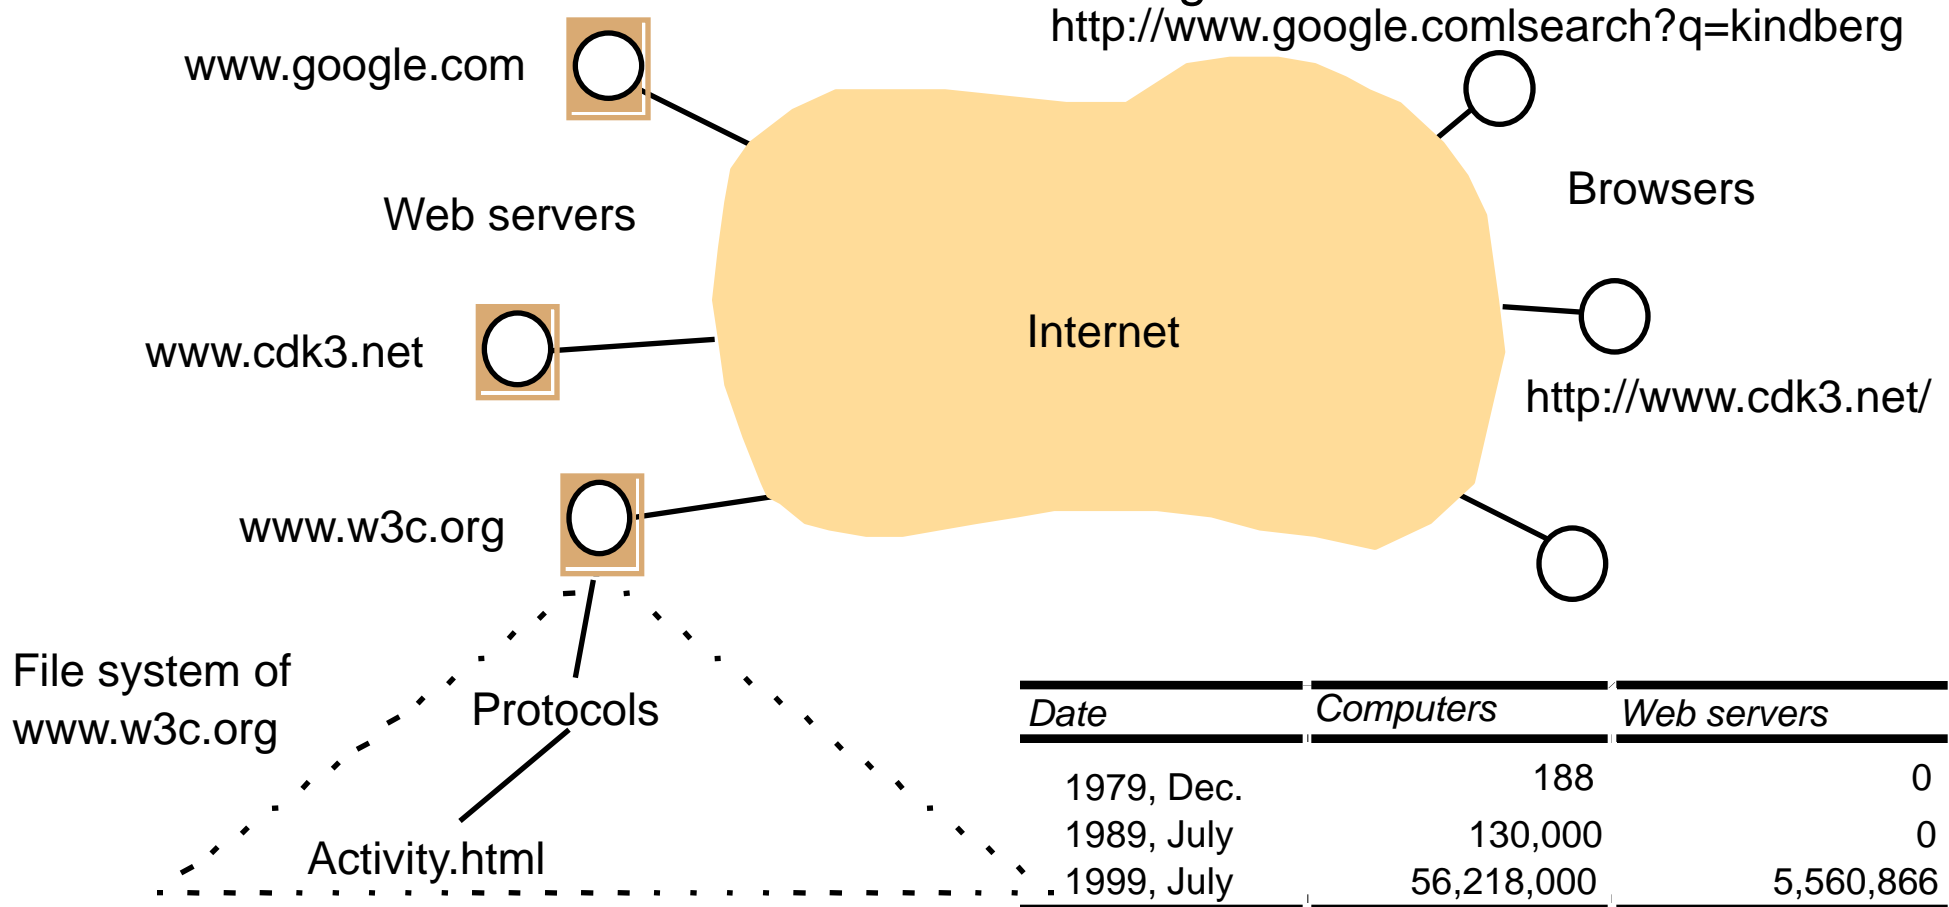 http://www.google.comlsearch?q=kindberg
www.google.com
Browsers
Web servers
Internet
www.cdk3.net
http://www.cdk3.net/
www.w3c.org
File system of
www.w3c.org
Protocols
Activity.html
Date Computers Web servers
1979, Dec. 188 0
1989, July 130,000 0
1999, July 56,218,000 5,560,866